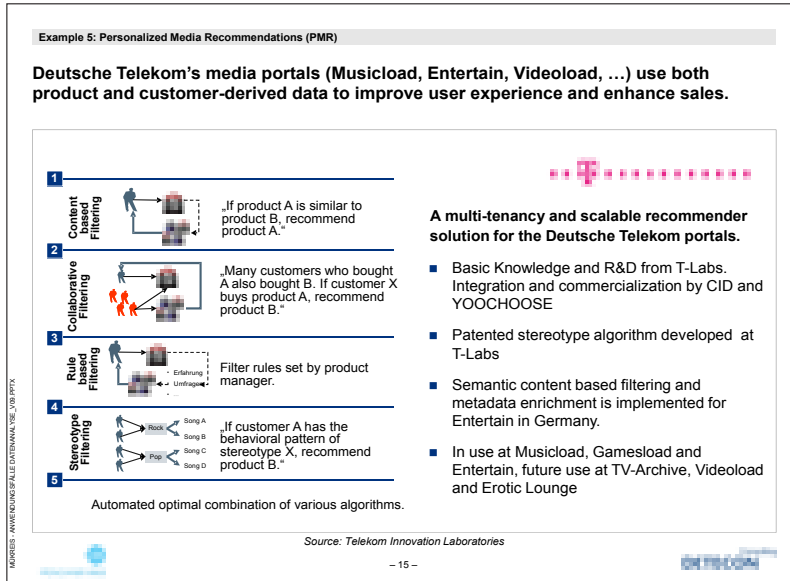 Example 5: Personalized Media Recommendations (PMR)
Deutsche Telekom's media portals (Musicload, Entertain, Videoload, …) use both
product and customer-derived data to improve user experience and enhance sales.
1
Content
based
Filtering
„If product A is similar to
product B, recommend
product A.“
2
Collaborative
Filtering
„Many customers who bought
A also bought B. If customer X
buys product A, recommend
product B.“
3
Rule
based
Filtering
- Erfahrung
- Umfrage
- ...
Filter rules set by product
manager.
4
Stereotype
Filtering
Rock
Pop
Song A
Song B
Song C
Song D
„If customer A has the
behavioral pattern of
stereotype X, recommend
product B.“
5
Automated optimal combination of various algorithms.
T
A multi-tenancy and scalable recommender
solution for the Deutsche Telekom portals.
■ Basic Knowledge and R&D from T-Labs.
Integration and commercialization by CID and
YOOCHOOSE
■ Patented stereotype algorithm developed at
T-Labs
■ Semantic content based filtering and
metadata enrichment is implemented for
Entertain in Germany.
■ In use at Musicload, Gamesload and
Entertain, future use at TV-Archive, Videoload
and Erotic Lounge
Source: Telekom Innovation Laboratories
– 15 –
DETECON
MÜKREIS - ANWENDUNGSFÄLLE DATENANALYSE_V09.PPTX